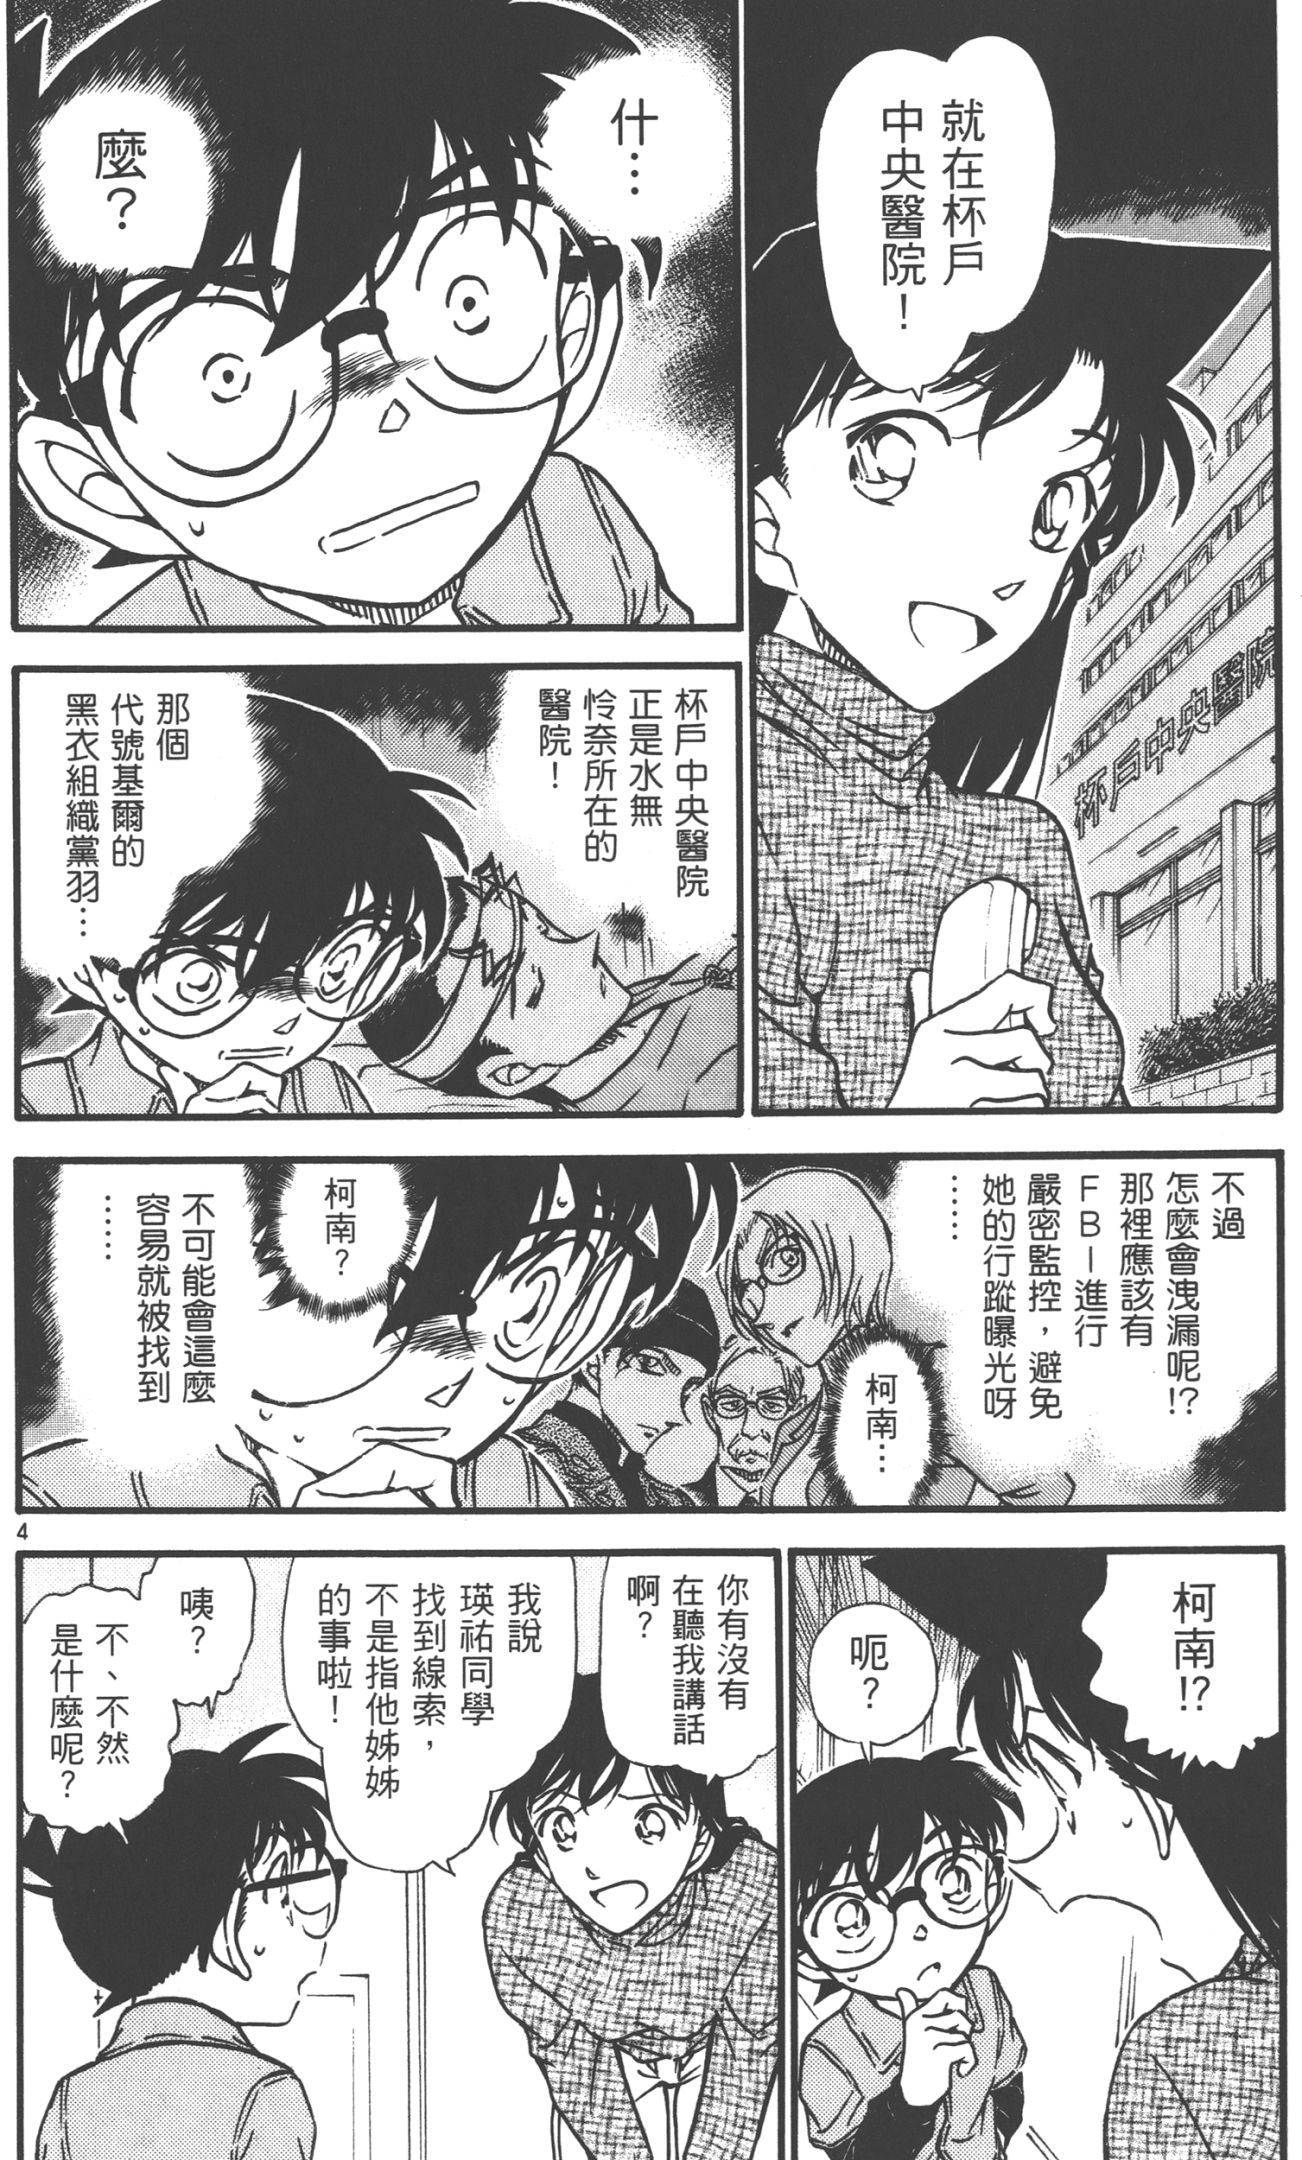 就在杯戶
中央醫院！
杯戶中央醫院
什…
麼？
杯戶中央醫院
正是水無
怜奈所在的
醫院！
那個
代號基爾的
黑衣組織黨羽…
不過
怎麼會洩漏呢!?
那裡應該有
FBI進行
嚴密監控，避免
她的行蹤曝光呀
……
柯南…
柯南？
不可能會這麼
容易就被找到
……
4
柯南!?
呃？
你有沒有
在聽我講話
啊？
我說
瑛祐同學
找到線索，
不是指他姊姊
的事啦！
咦？
不、不然
是什麼呢？